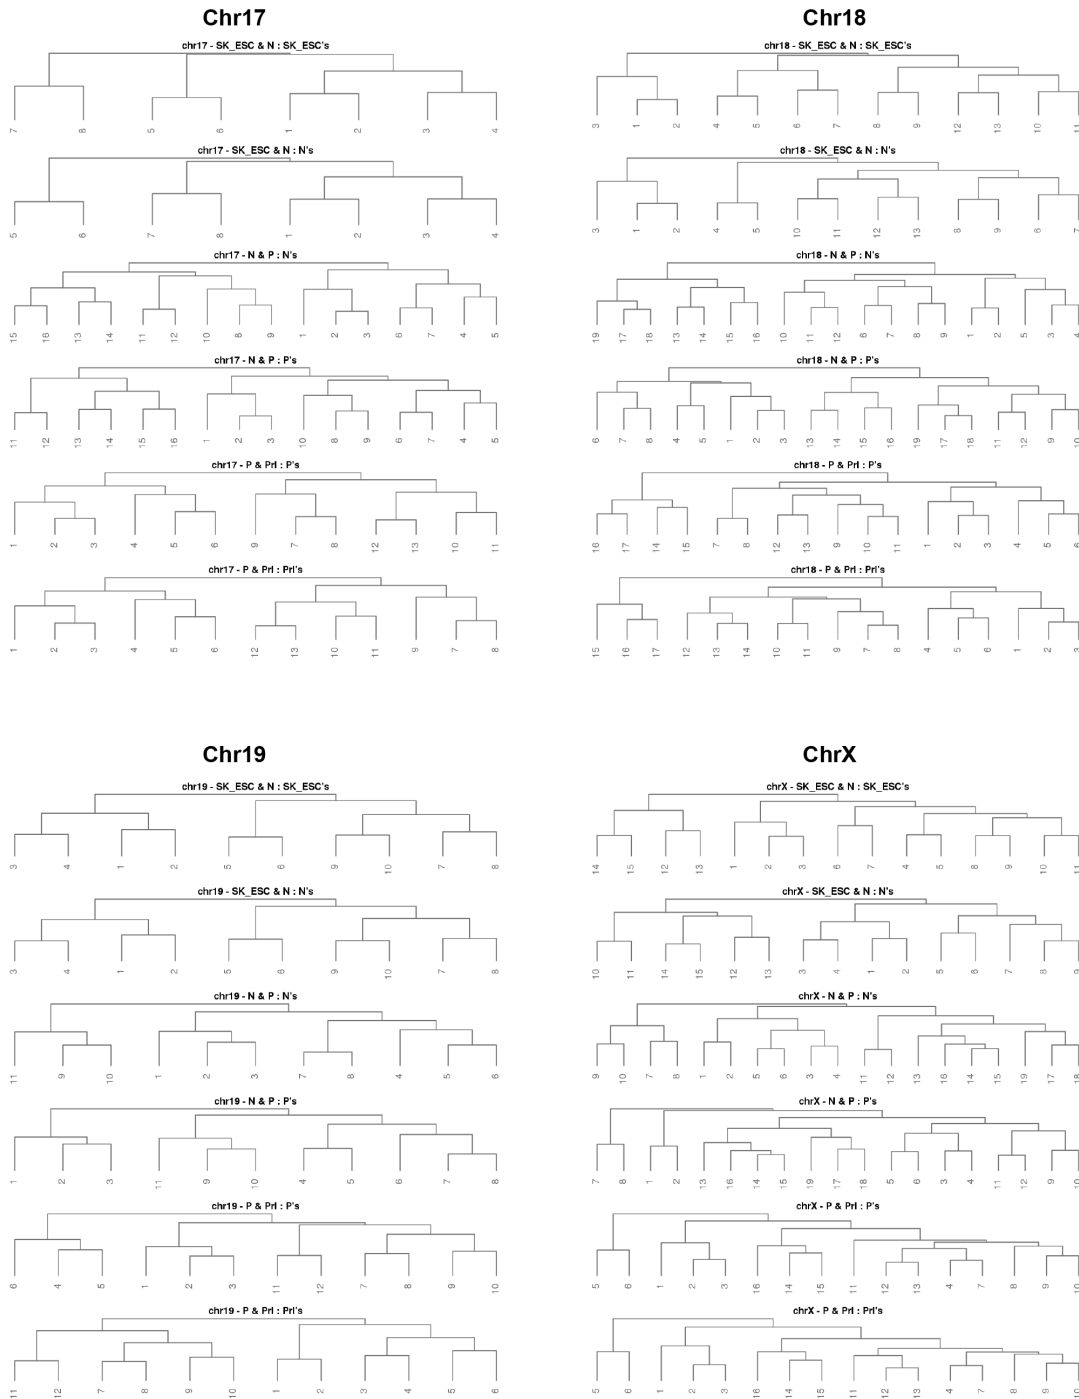 Chr17
chr17 - SK_ESC & N : SK_ESC's
7 8 5 6 1 2 3 4
chr17 - SK_ESC & N : N's
5 6 7 8 1 2 3 4
chr17 - N & P : N's
15 16 13 14 11 12 10 8 9 1 2 3 6 7 4 5
chr17 - N & P : P's
11 12 13 14 15 16 1 2 3 10 8 9 6 7 4 5
chr17 - P & PrI : P's
1 2 3 4 5 6 9 7 8 12 13 10 11
chr17 - P & PrI : PrI's
1 2 3 4 5 6 12 13 10 11 9 7 8
Chr18
chr18 - SK_ESC & N : SK_ESC's
3 1 2 4 5 6 7 8 9 12 13 10 11
chr18 - SK_ESC & N : N's
3 1 2 4 5 10 11 12 13 8 9 6 7
chr18 - N & P : N's
19 17 18 13 14 15 16 10 11 12 6 7 8 9 1 2 5 3 4
chr18 - N & P : P's
6 7 8 4 5 1 2 3 13 14 15 16 19 17 18 11 12 9 10
chr18 - P & PrI : P's
16 17 14 15 7 8 12 13 9 10 11 1 2 3 4 5 6
chr18 - P & PrI : PrI's
15 16 17 12 13 14 10 11 9 7 8 4 5 6 1 2 3
Chr19
chr19 - SK_ESC & N : SK_ESC's
3 4 1 2 5 6 9 10 7 8
chr19 - SK_ESC & N : N's
3 4 1 2 5 6 9 10 7 8
chr19 - N & P : N's
11 9 10 1 2 3 7 8 4 5 6
chr19 - N & P : P's
1 2 3 11 9 10 4 5 6 7 8
chr19 - P & PrI : P's
6 4 5 1 2 3 11 12 7 8 9 10
chr19 - P & PrI : PrI's
11 12 7 8 9 10 1 2 3 4 5 6
ChrX
chrX - SK_ESC & N : SK_ESC's
14 15 12 13 1 2 3 6 7 4 5 8 9 10 11
chrX - SK_ESC & N : N's
10 11 14 15 12 13 3 4 1 2 5 6 7 8 9
chrX - N & P : N's
9 10 7 8 1 2 5 6 3 4 11 12 13 16 14 15 19 17 18
chrX - N & P : P's
7 8 1 2 13 16 14 15 19 17 18 5 6 3 4 11 12 9 10
chrX - P & PrI : P's
5 6 1 2 3 16 14 15 11 12 13 4 7 8 9 10
chrX - P & PrI : PrI's
5 6 1 2 3 16 14 15 11 12 13 4 7 8 9 10